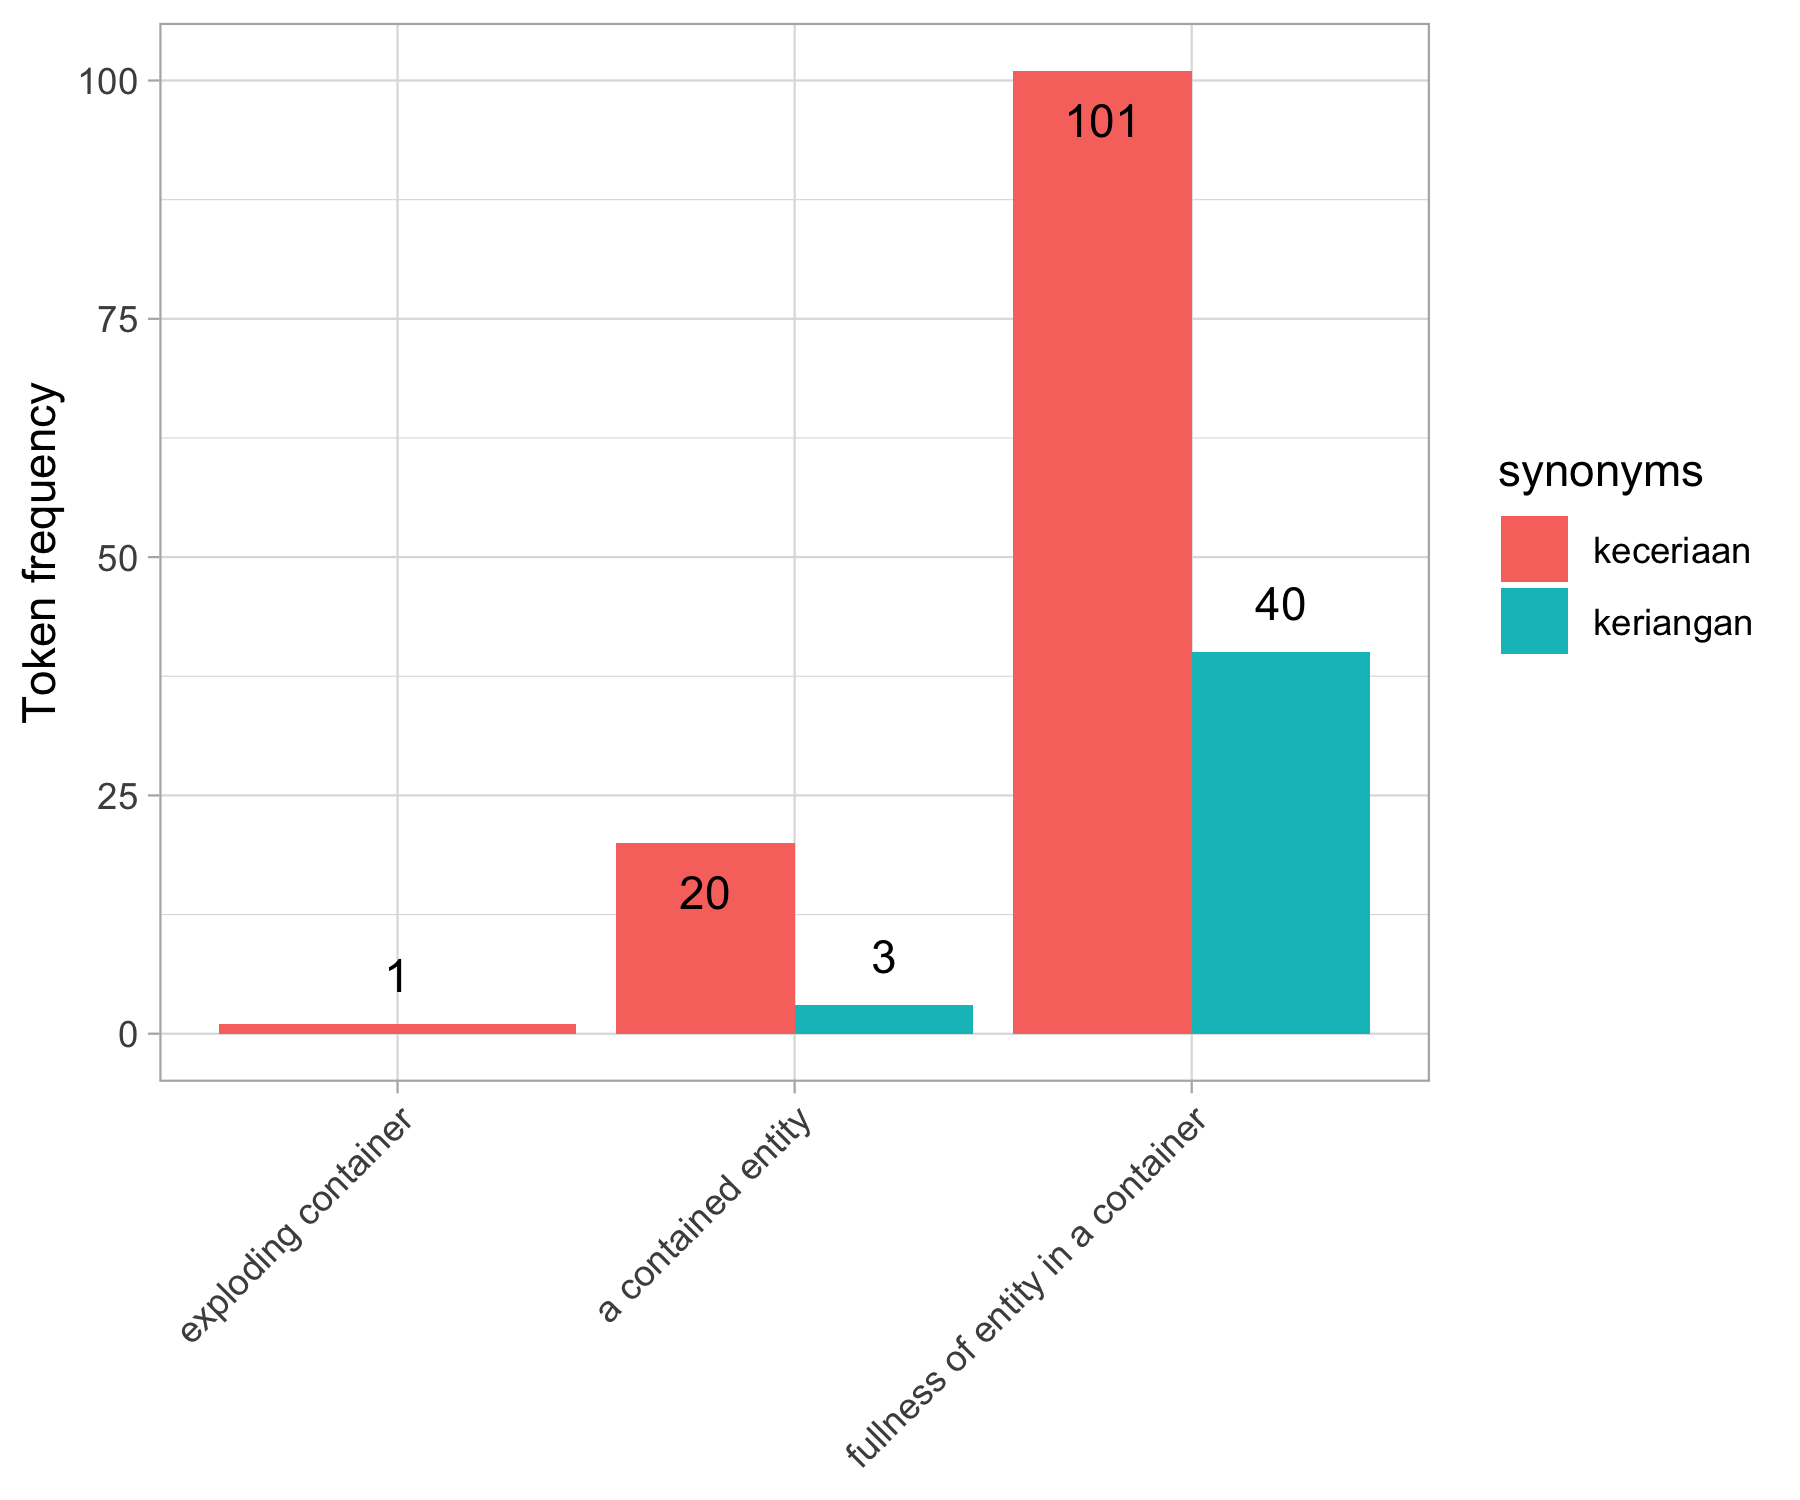 Token frequency
100
75
50
25
0
1
20
3
101
40
exploding container
a contained entity
fullness of entity in a container
synonyms
keceriaan
keriangan